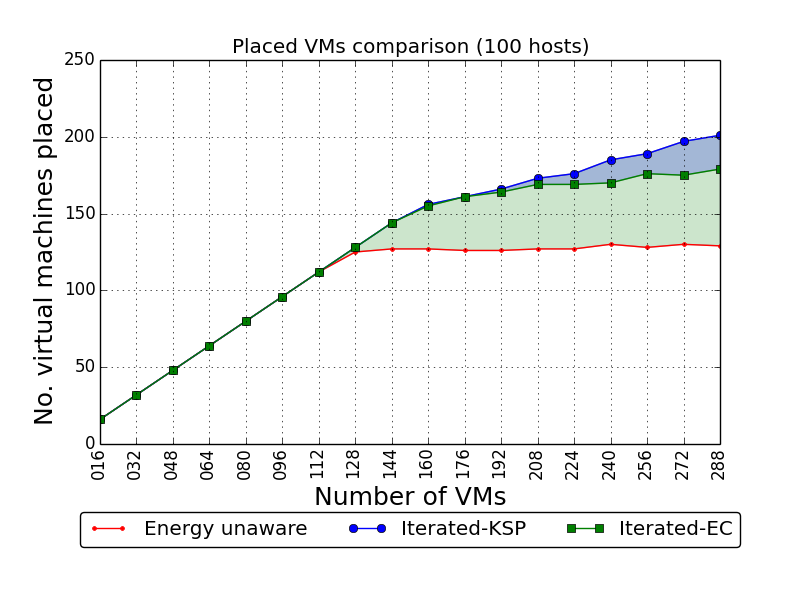 Placed VMs comparison (100 hosts)
No. virtual machines placed
250
200
150
100
50
0
016 032 048 064 080 096 112 128 144 160 176 192 208 224 240 256 272 288
Number of VMs
Energy unaware Iterated-KSP Iterated-EC